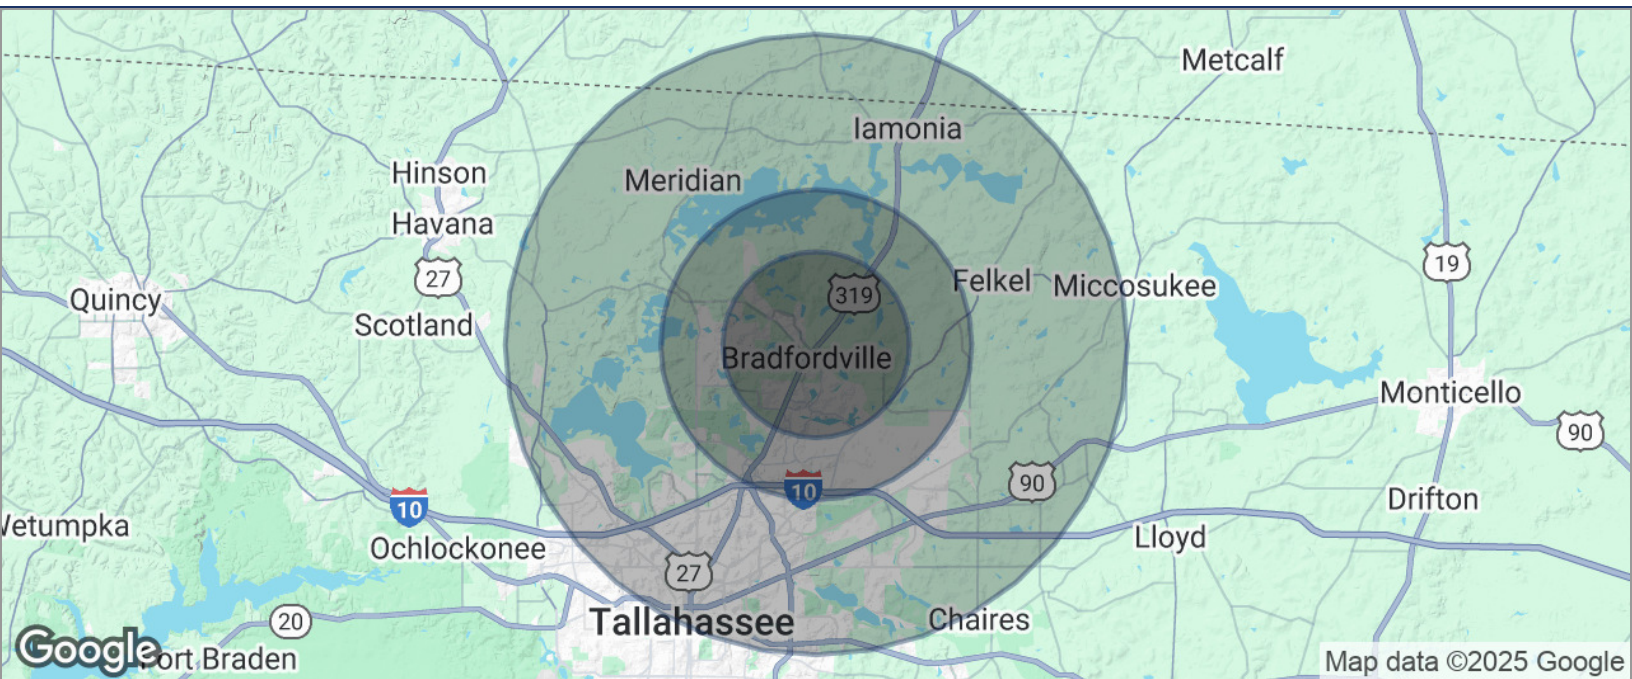 Metcalf
Iamonia
Hinson
Meridian
Havana
19
27
Felkel
Miccosukee
319
Quincy
Scotland
Bradfordville
Monticello
90
90
10
Drifton
10
Wetumpka
Lloyd
Ochlockonee
27
20
Tallahassee
Chaires
Google
Fort Braden
Map data ©2025 Google